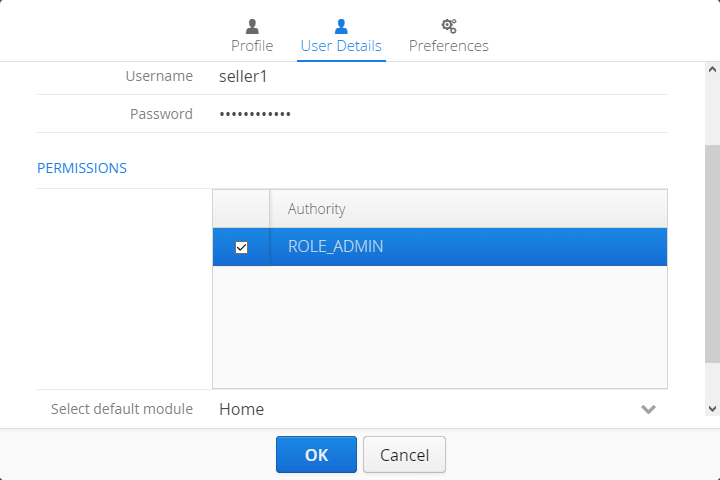 Profile
User Details
Preferences
Username seller1
Password ••••••••••••
PERMISSIONS
Authority
ROLE_ADMIN
Select default module Home
OK
Cancel